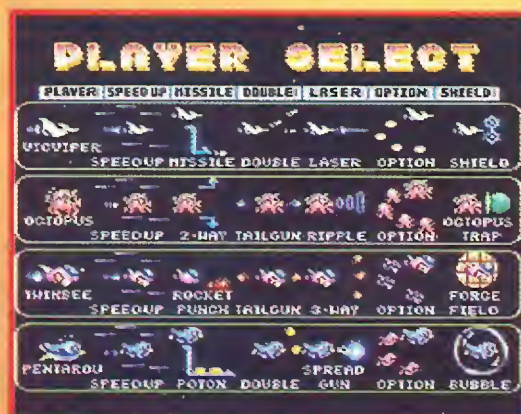 PLAYER SELECT
PLAYER SPEEDUP MISSILE DOUBLE LASER OPTION SHIELD
VICVIPER
SPEEDUP MISSILE DOUBLE LASER OPTION SHIELD
OCTOPUS OCTOPUS
SPEEDUP 2-WAY TAILGUN RIPPLE OPTION TRAP
TWINBEE ROCKET FORCE
SPEEDUP PUNCH TAILGUN 3-WAY OPTION FIELD
PENTAROU SPREAD
SPEEDUP POTON DOUBLE GUN OPTION BUBBLE